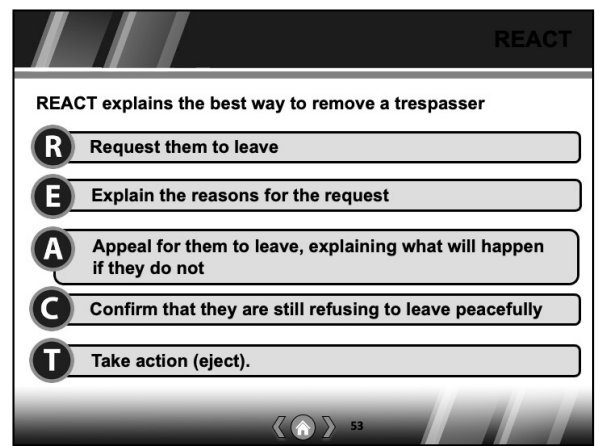 REACT
REACT explains the best way to remove a trespasser
R Request them to leave
E Explain the reasons for the request
A Appeal for them to leave, explaining what will happen
if they do not
C Confirm that they are still refusing to leave peacefully
T Take action (eject).
53